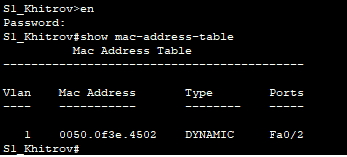 S1_Khitrov>en
Password:
S1_Khitrov#show mac-address-table
Mac Address Table
-------------------------------------------
Vlan Mac Address Type Ports
---- ----------- -------- -----
1 0050.0f3e.4502 DYNAMIC Fa0/2
S1_Khitrov#